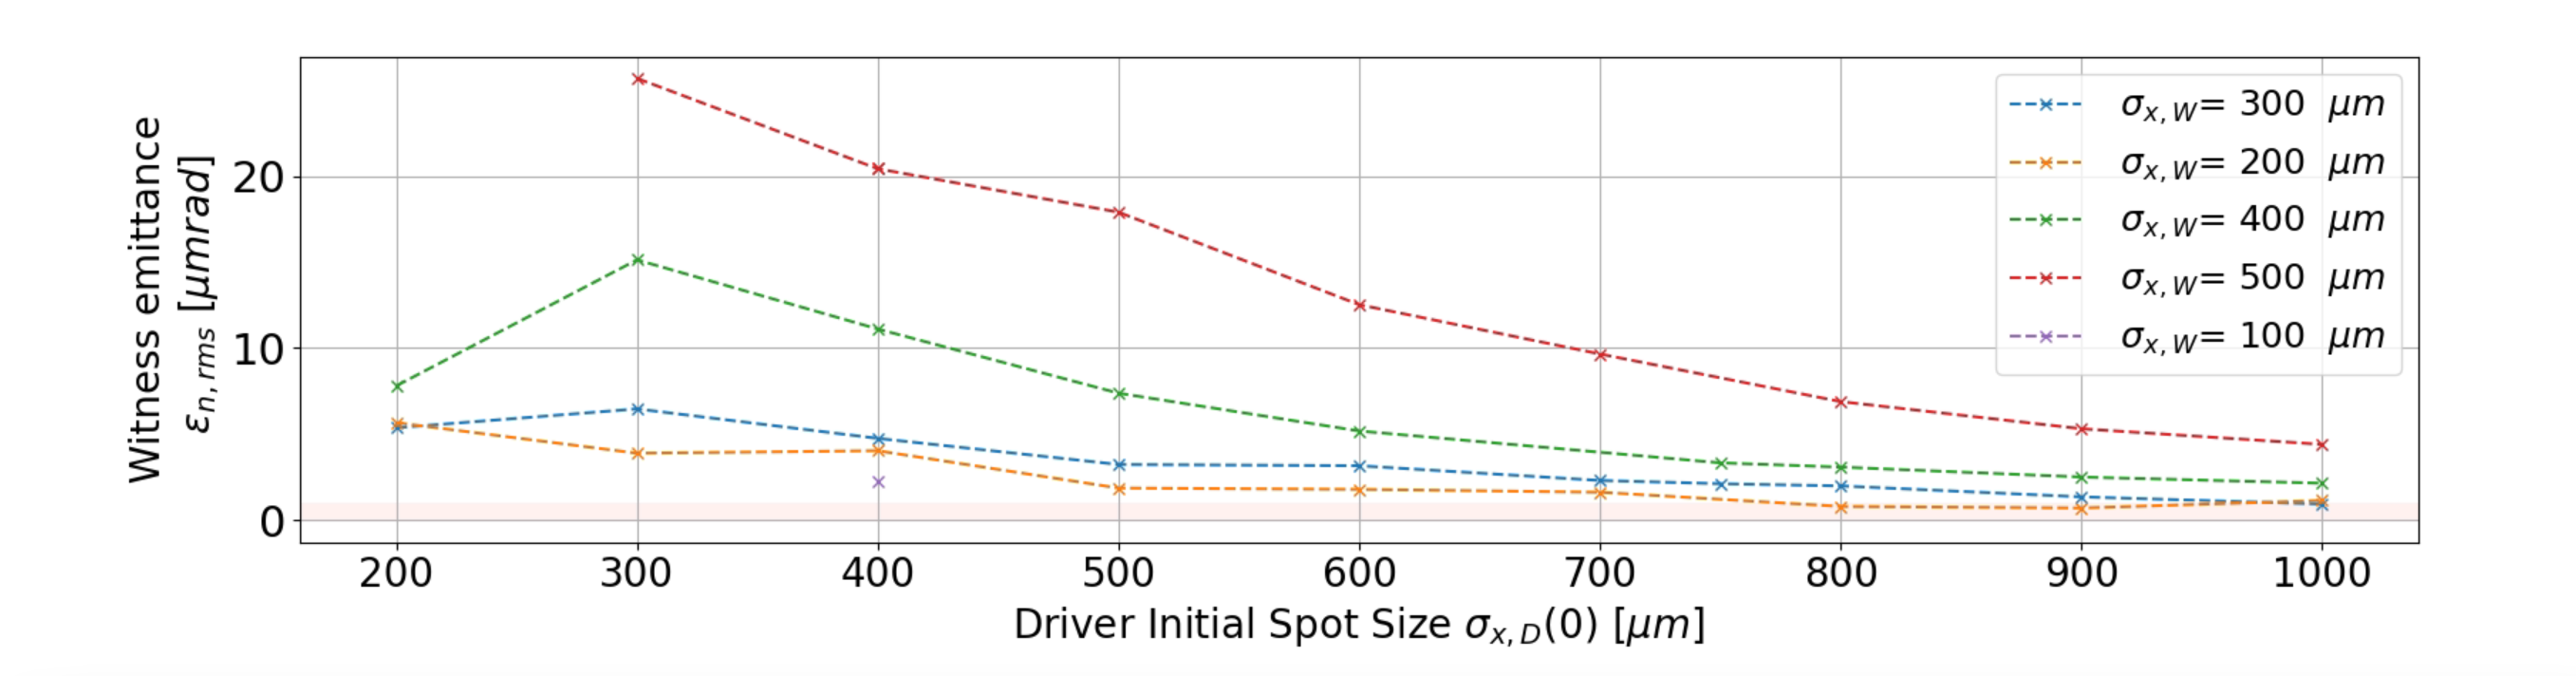 Witness emittance
εn,rms [μmrad]
20
10
0
σx,W= 300 μm
σx,W= 200 μm
σx,W= 400 μm
σx,W= 500 μm
σx,W= 100 μm
200 300 400 500 600 700 800 900 1000
Driver Initial Spot Size σx,D(0) [μm]